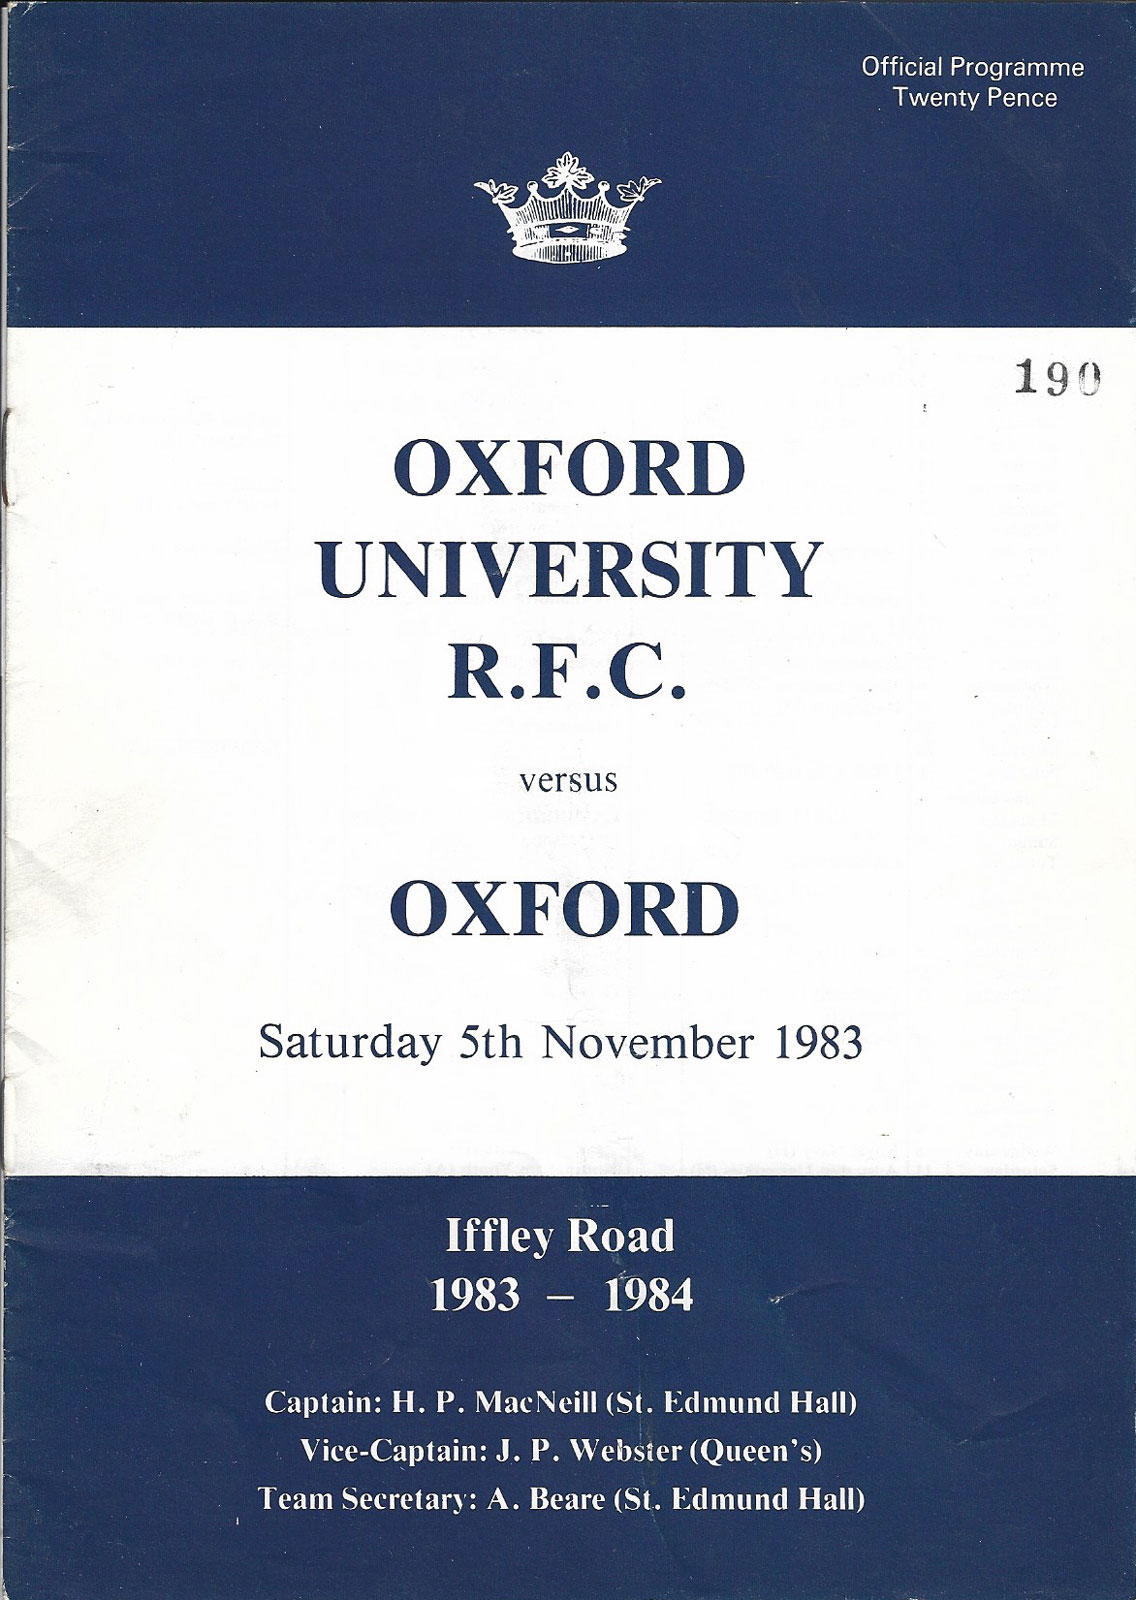 Official Programme
Twenty Pence
190
OXFORD
UNIVERSITY
R.F.C.
versus
OXFORD
Saturday 5th November 1983
Iffley Road
1983 – 1984
Captain: H. P. MacNeill (St. Edmund Hall)
Vice-Captain: J. P. Webster (Queen's)
Team Secretary: A. Beare (St. Edmund Hall)